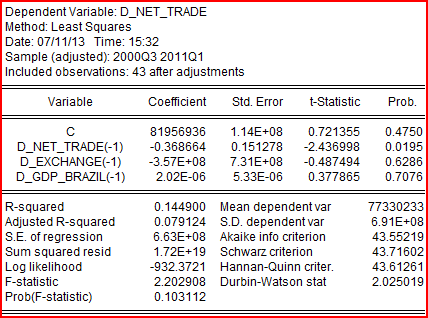 Dependent Variable: D_NET_TRADE
Method: Least Squares
Date: 07/11/13 Time: 15:32
Sample (adjusted): 2000Q3 2011Q1
Included observations: 43 after adjustments
Variable Coefficient Std. Error t-Statistic Prob.
C 81956936 1.14E+08 0.721355 0.4750
D_NET_TRADE(-1) -0.368664 0.151278 -2.436998 0.0195
D_EXCHANGE(-1) -3.57E+08 7.31E+08 -0.487494 0.6286
D_GDP_BRAZIL(-1) 2.02E-06 5.33E-06 0.377865 0.7076
R-squared 0.144900 Mean dependent var 77330233
Adjusted R-squared 0.079124 S.D. dependent var 6.91E+08
S.E. of regression 6.63E+08 Akaike info criterion 43.55219
Sum squared resid 1.72E+19 Schwarz criterion 43.71602
Log likelihood -932.3721 Hannan-Quinn criter. 43.61261
F-statistic 2.202908 Durbin-Watson stat 2.025019
Prob(F-statistic) 0.103112